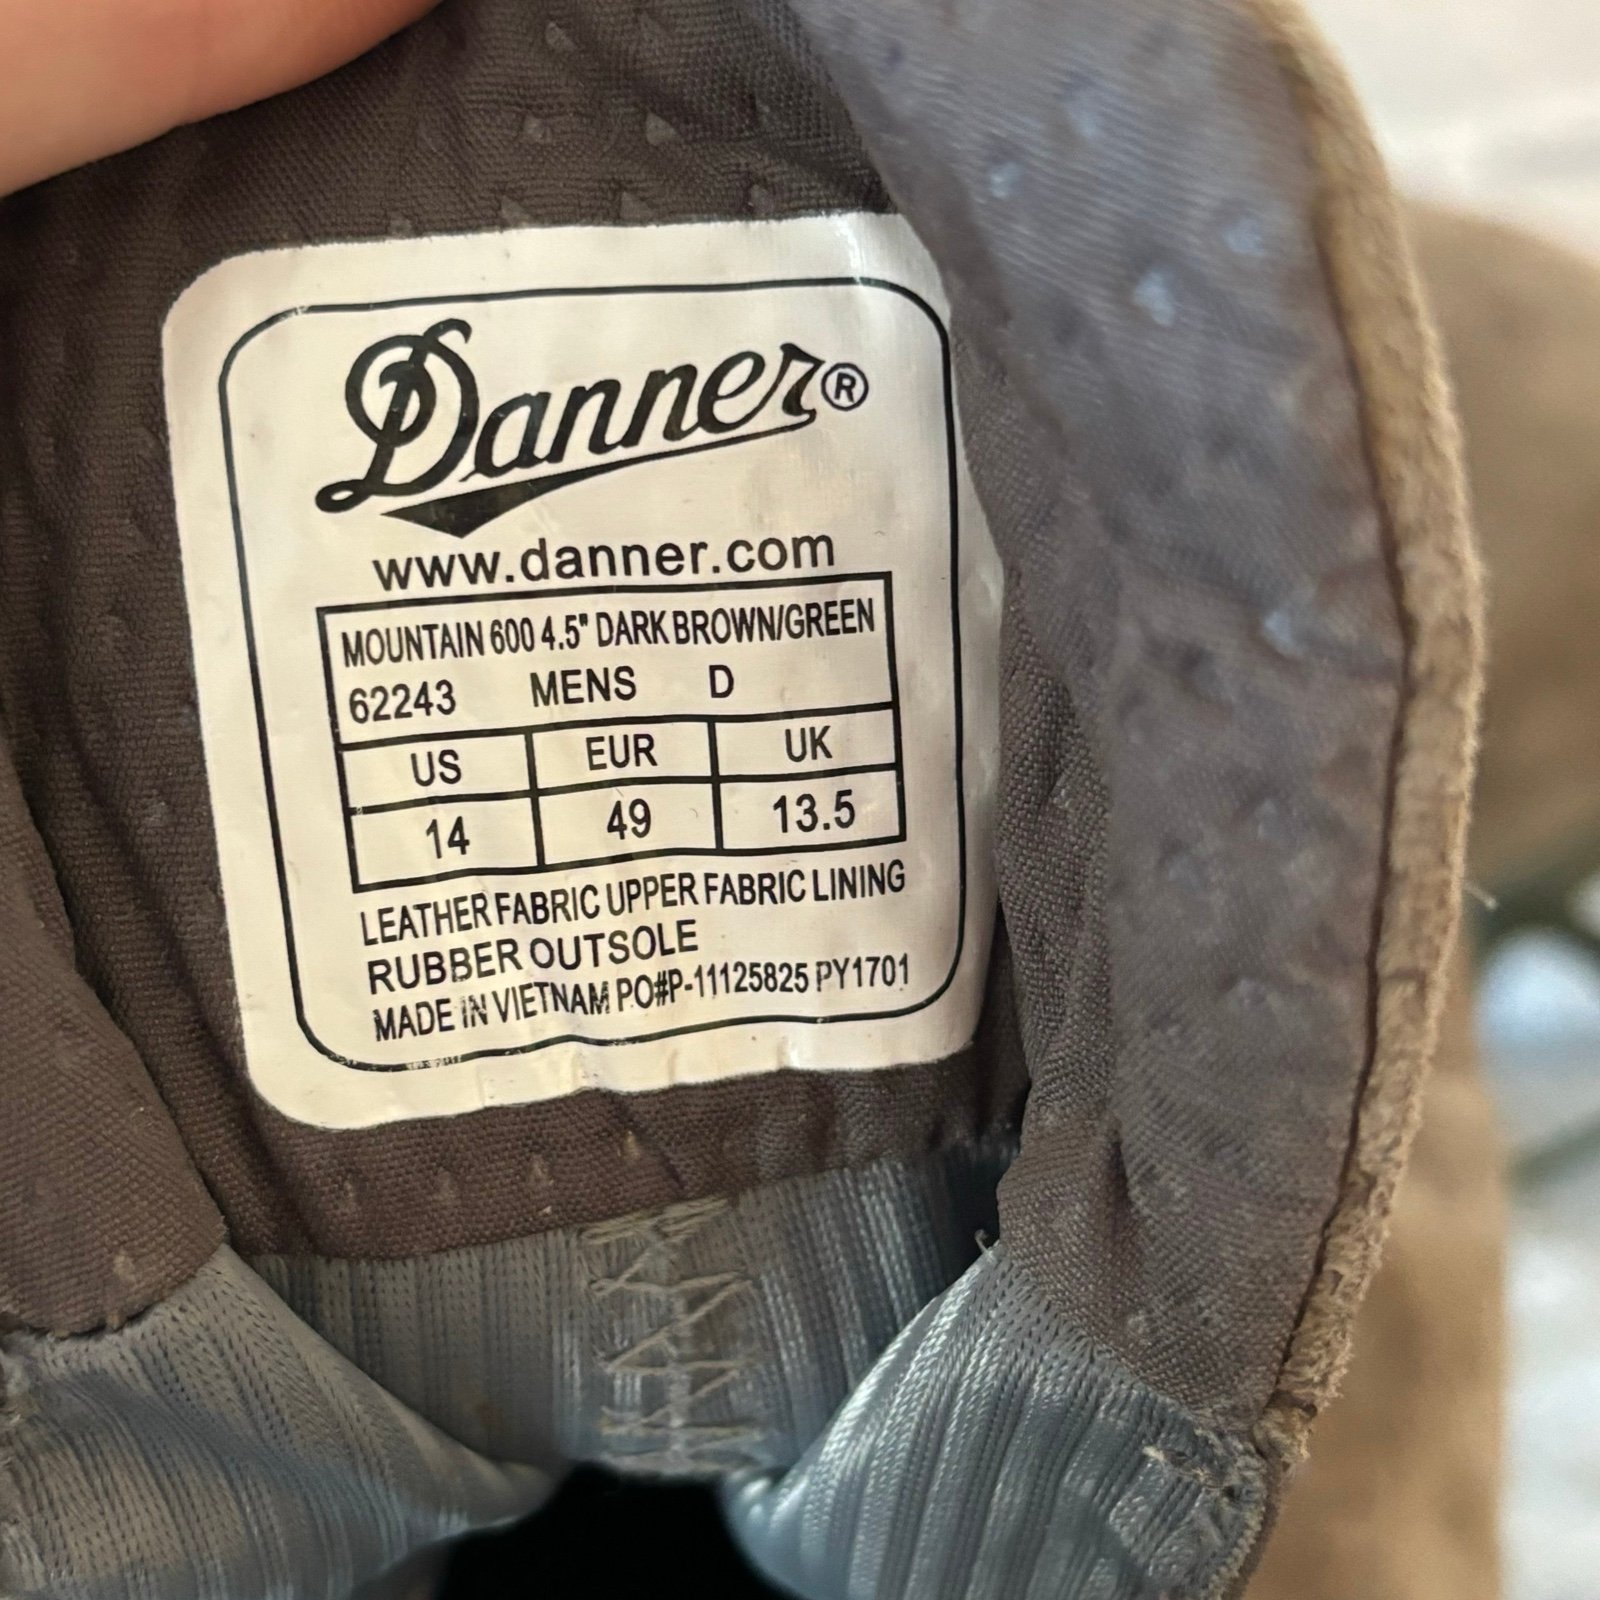 Danner®
www.danner.com
MOUNTAIN 600 4.5" DARK BROWN/GREEN
62243 MENS D
US EUR UK
14 49 13.5
LEATHER FABRIC UPPER FABRIC LINING
RUBBER OUTSOLE
MADE IN VIETNAM PO#P-11125825 PY1701